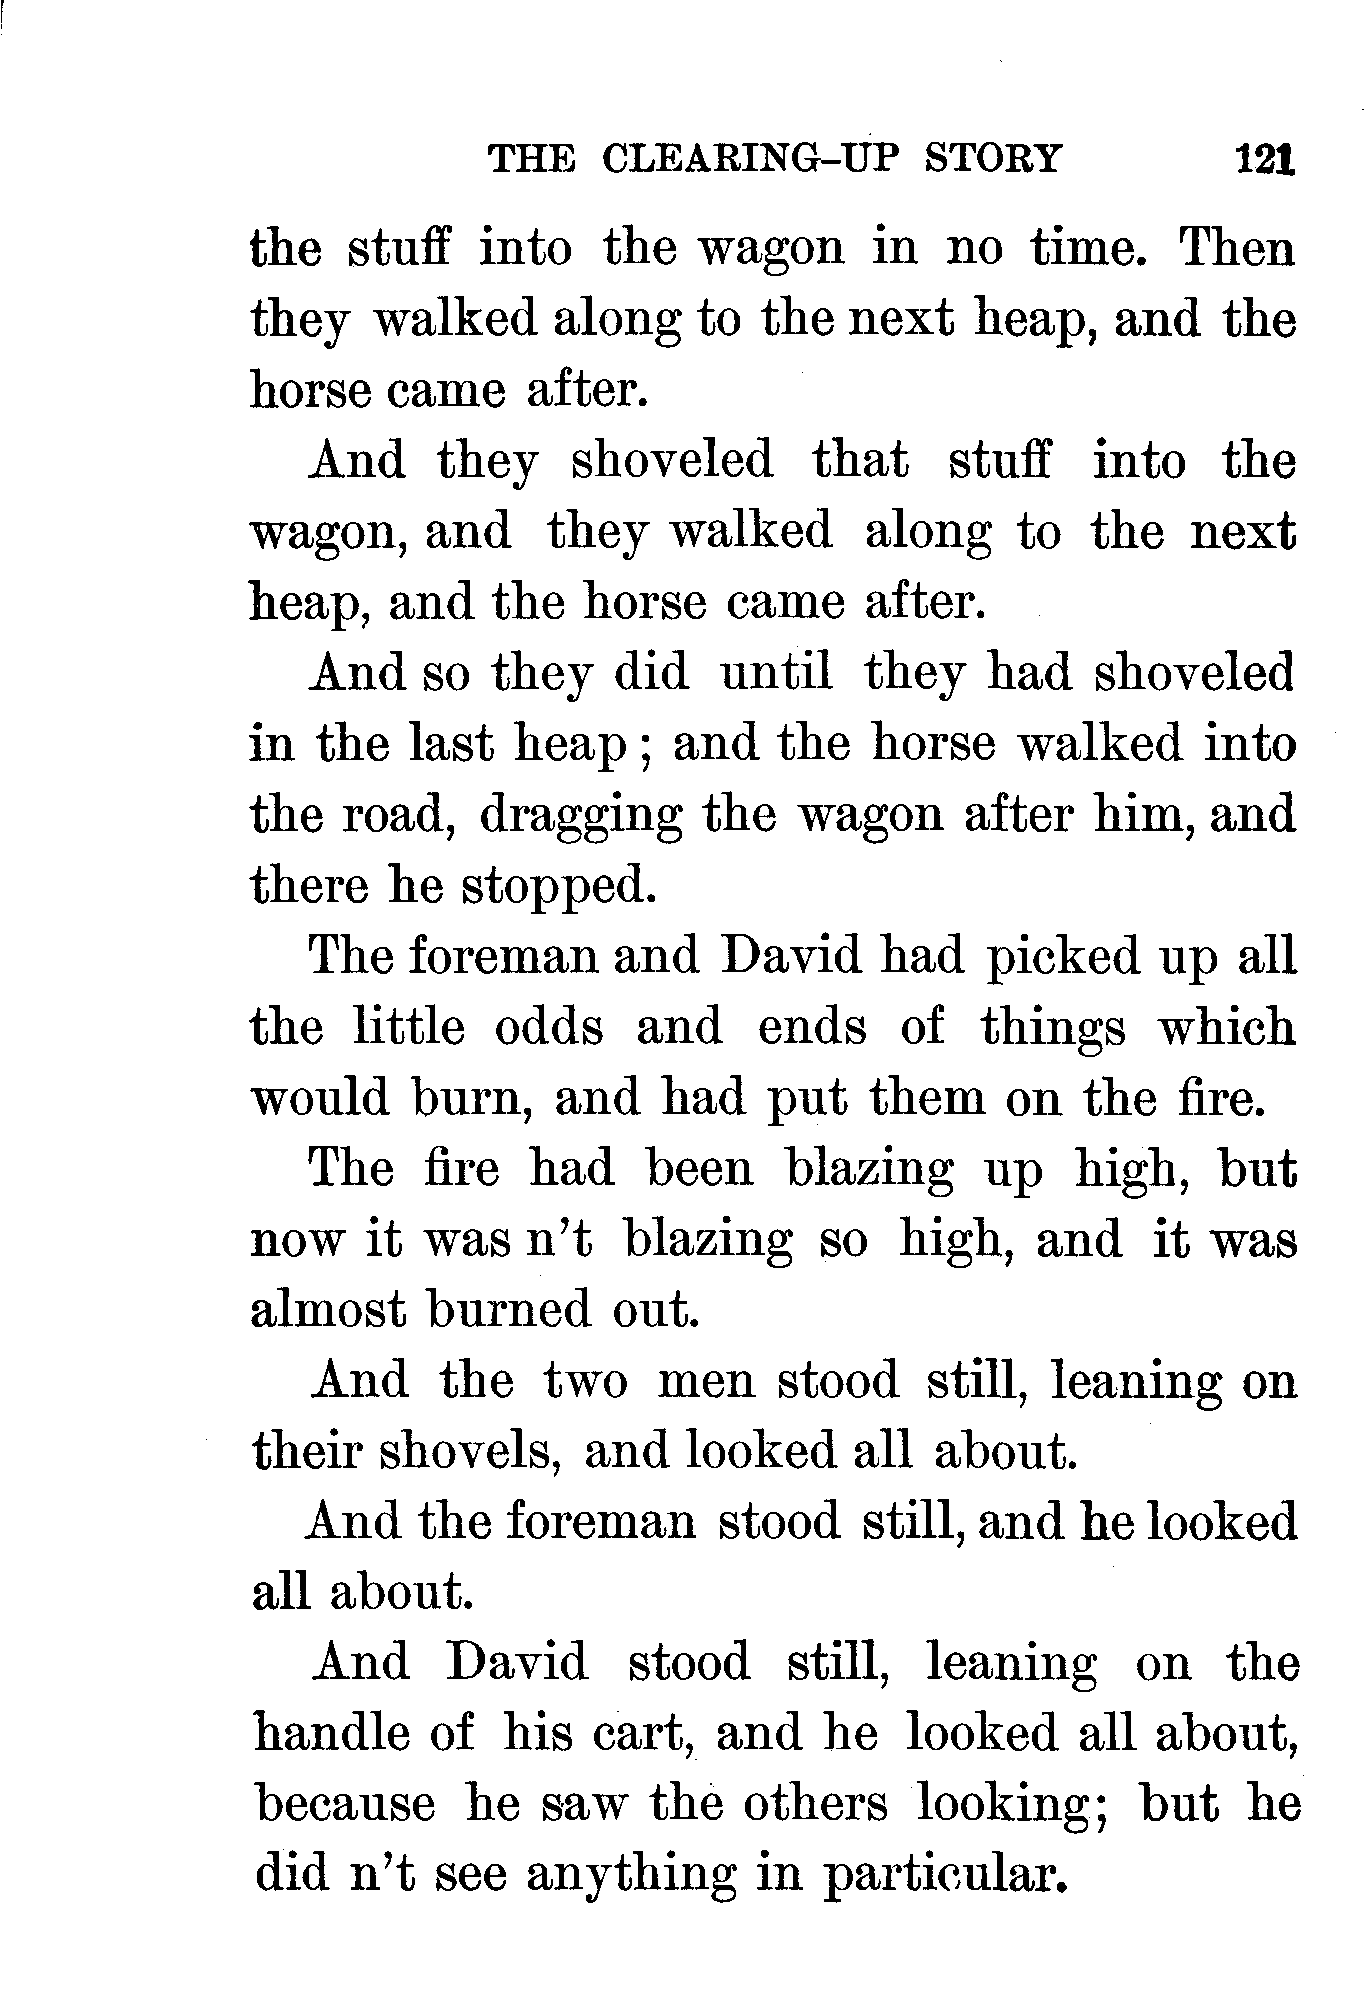 THE CLEARING-UP STORY 121
the stuff into the wagon in no time. Then
they walked along to the next heap, and the
horse came after.
And they shoveled that stuff into the
wagon, and they walked along to the next
heap, and the horse came after.
And so they did until they had shoveled
in the last heap; and the horse walked into
the road, dragging the wagon after him, and
there he stopped.
The foreman and David had picked up all
the little odds and ends of things which
would burn, and had put them on the fire.
The fire had been blazing up high, but
now it was n't blazing so high, and it was
almost burned out.
And the two men stood still, leaning on
their shovels, and looked all about.
And the foreman stood still, and he looked
all about.
And David stood still, leaning on the
handle of his cart, and he looked all about,
because he saw the others looking; but he
did n't see anything in particular.